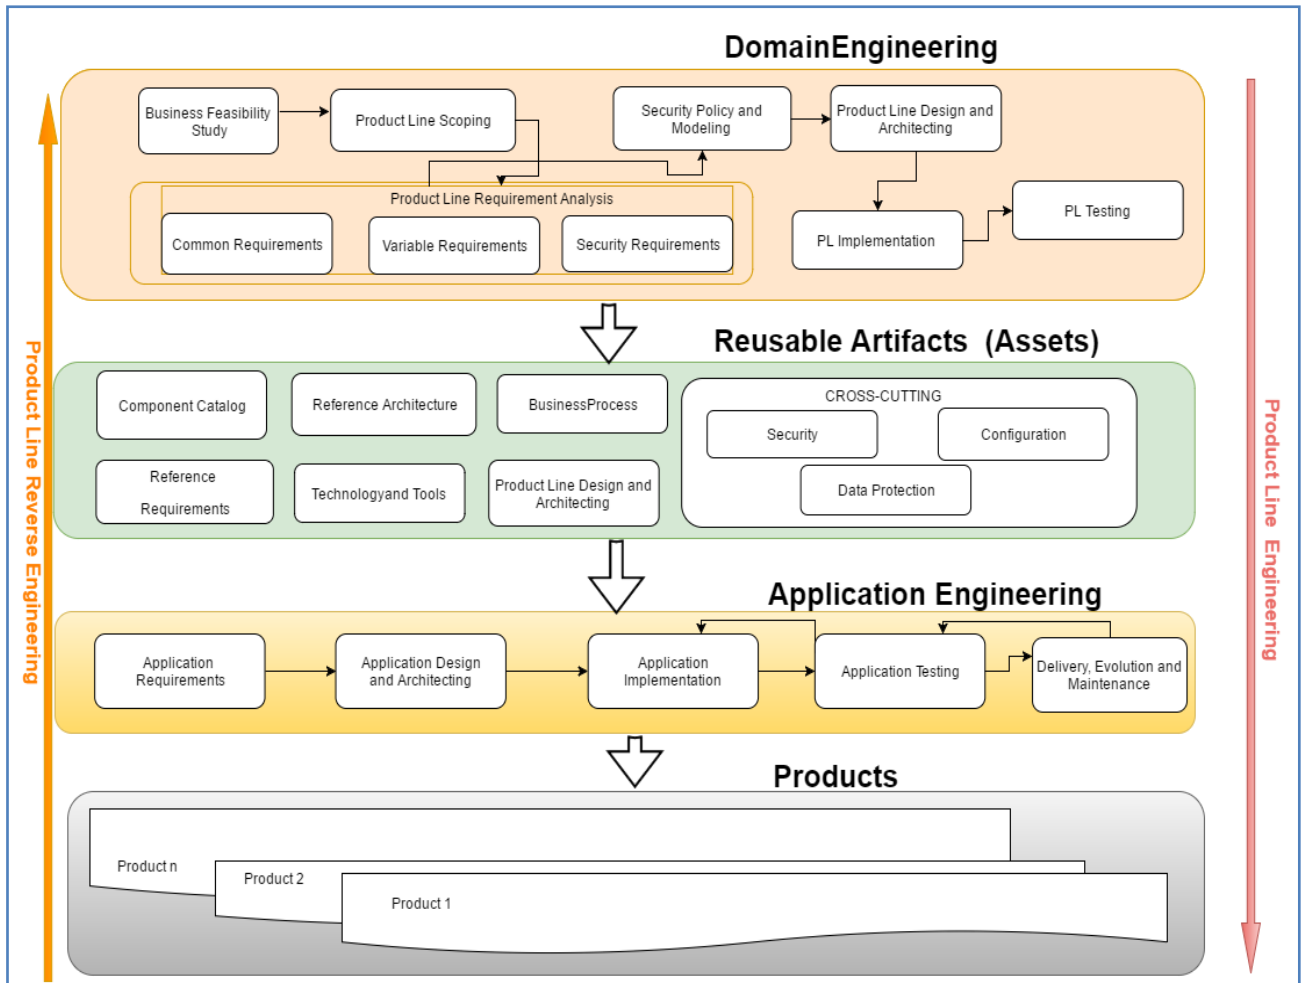 DomainEngineering
Business Feasibility
Study
Product Line Scoping
Security Policy and
Modeling
Product Line Design and
Architecting
Product Line Requirement Analysis
Common Requirements
Variable Requirements
Security Requirements
PL Implementation
PL Testing
Reusable Artifacts (Assets)
Component Catalog
Reference Architecture
BusinessProcess
CROSS-CUTTING
Security
Configuration
Data Protection
Reference
Requirements
Technologyand Tools
Product Line Design and
Architecting
Application Engineering
Application
Requirements
Application Design
and Architecting
Application
Implementation
Application Testing
Delivery, Evolution and
Maintenance
Products
Product n
Product 2
Product 1
Product Line Reverse Engineering
Product Line Engineering